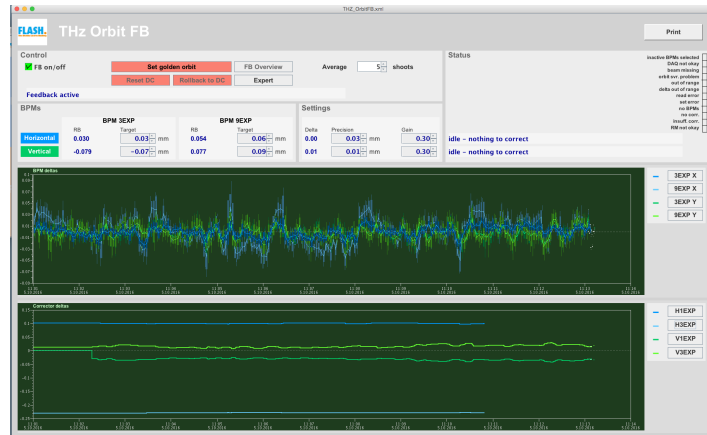 THz_OrbitFB.xml
FLASH.
THz Orbit FB
Print
Control
FB on/off
Set golden orbit
FB Overview
Average
5
shoots
Reset DC
Rollback to DC
Expert
Feedback active
Status
inactive BPMs selected
DAQ not okay
beam missing
orbit svr. problem
out of range
delta out of range
read error
set error
no BPMs
no corr.
insuff. corr.
RM not okay
BPMs
BPM 3EXP
BPM 9EXP
RB
Target
RB
Target
Horizontal
0.030
0.03
mm
0.054
0.06
mm
Vertical
-0.079
-0.07
mm
0.077
0.09
mm
Settings
Delta
Precision
Gain
0.00
0.03
mm
0.30
0.01
0.01
mm
0.30
idle - nothing to correct
idle - nothing to correct
BPM deltas
3EXP X
9EXP X
3EXP Y
9EXP Y
Corrector deltas
H1EXP
H3EXP
V1EXP
V3EXP